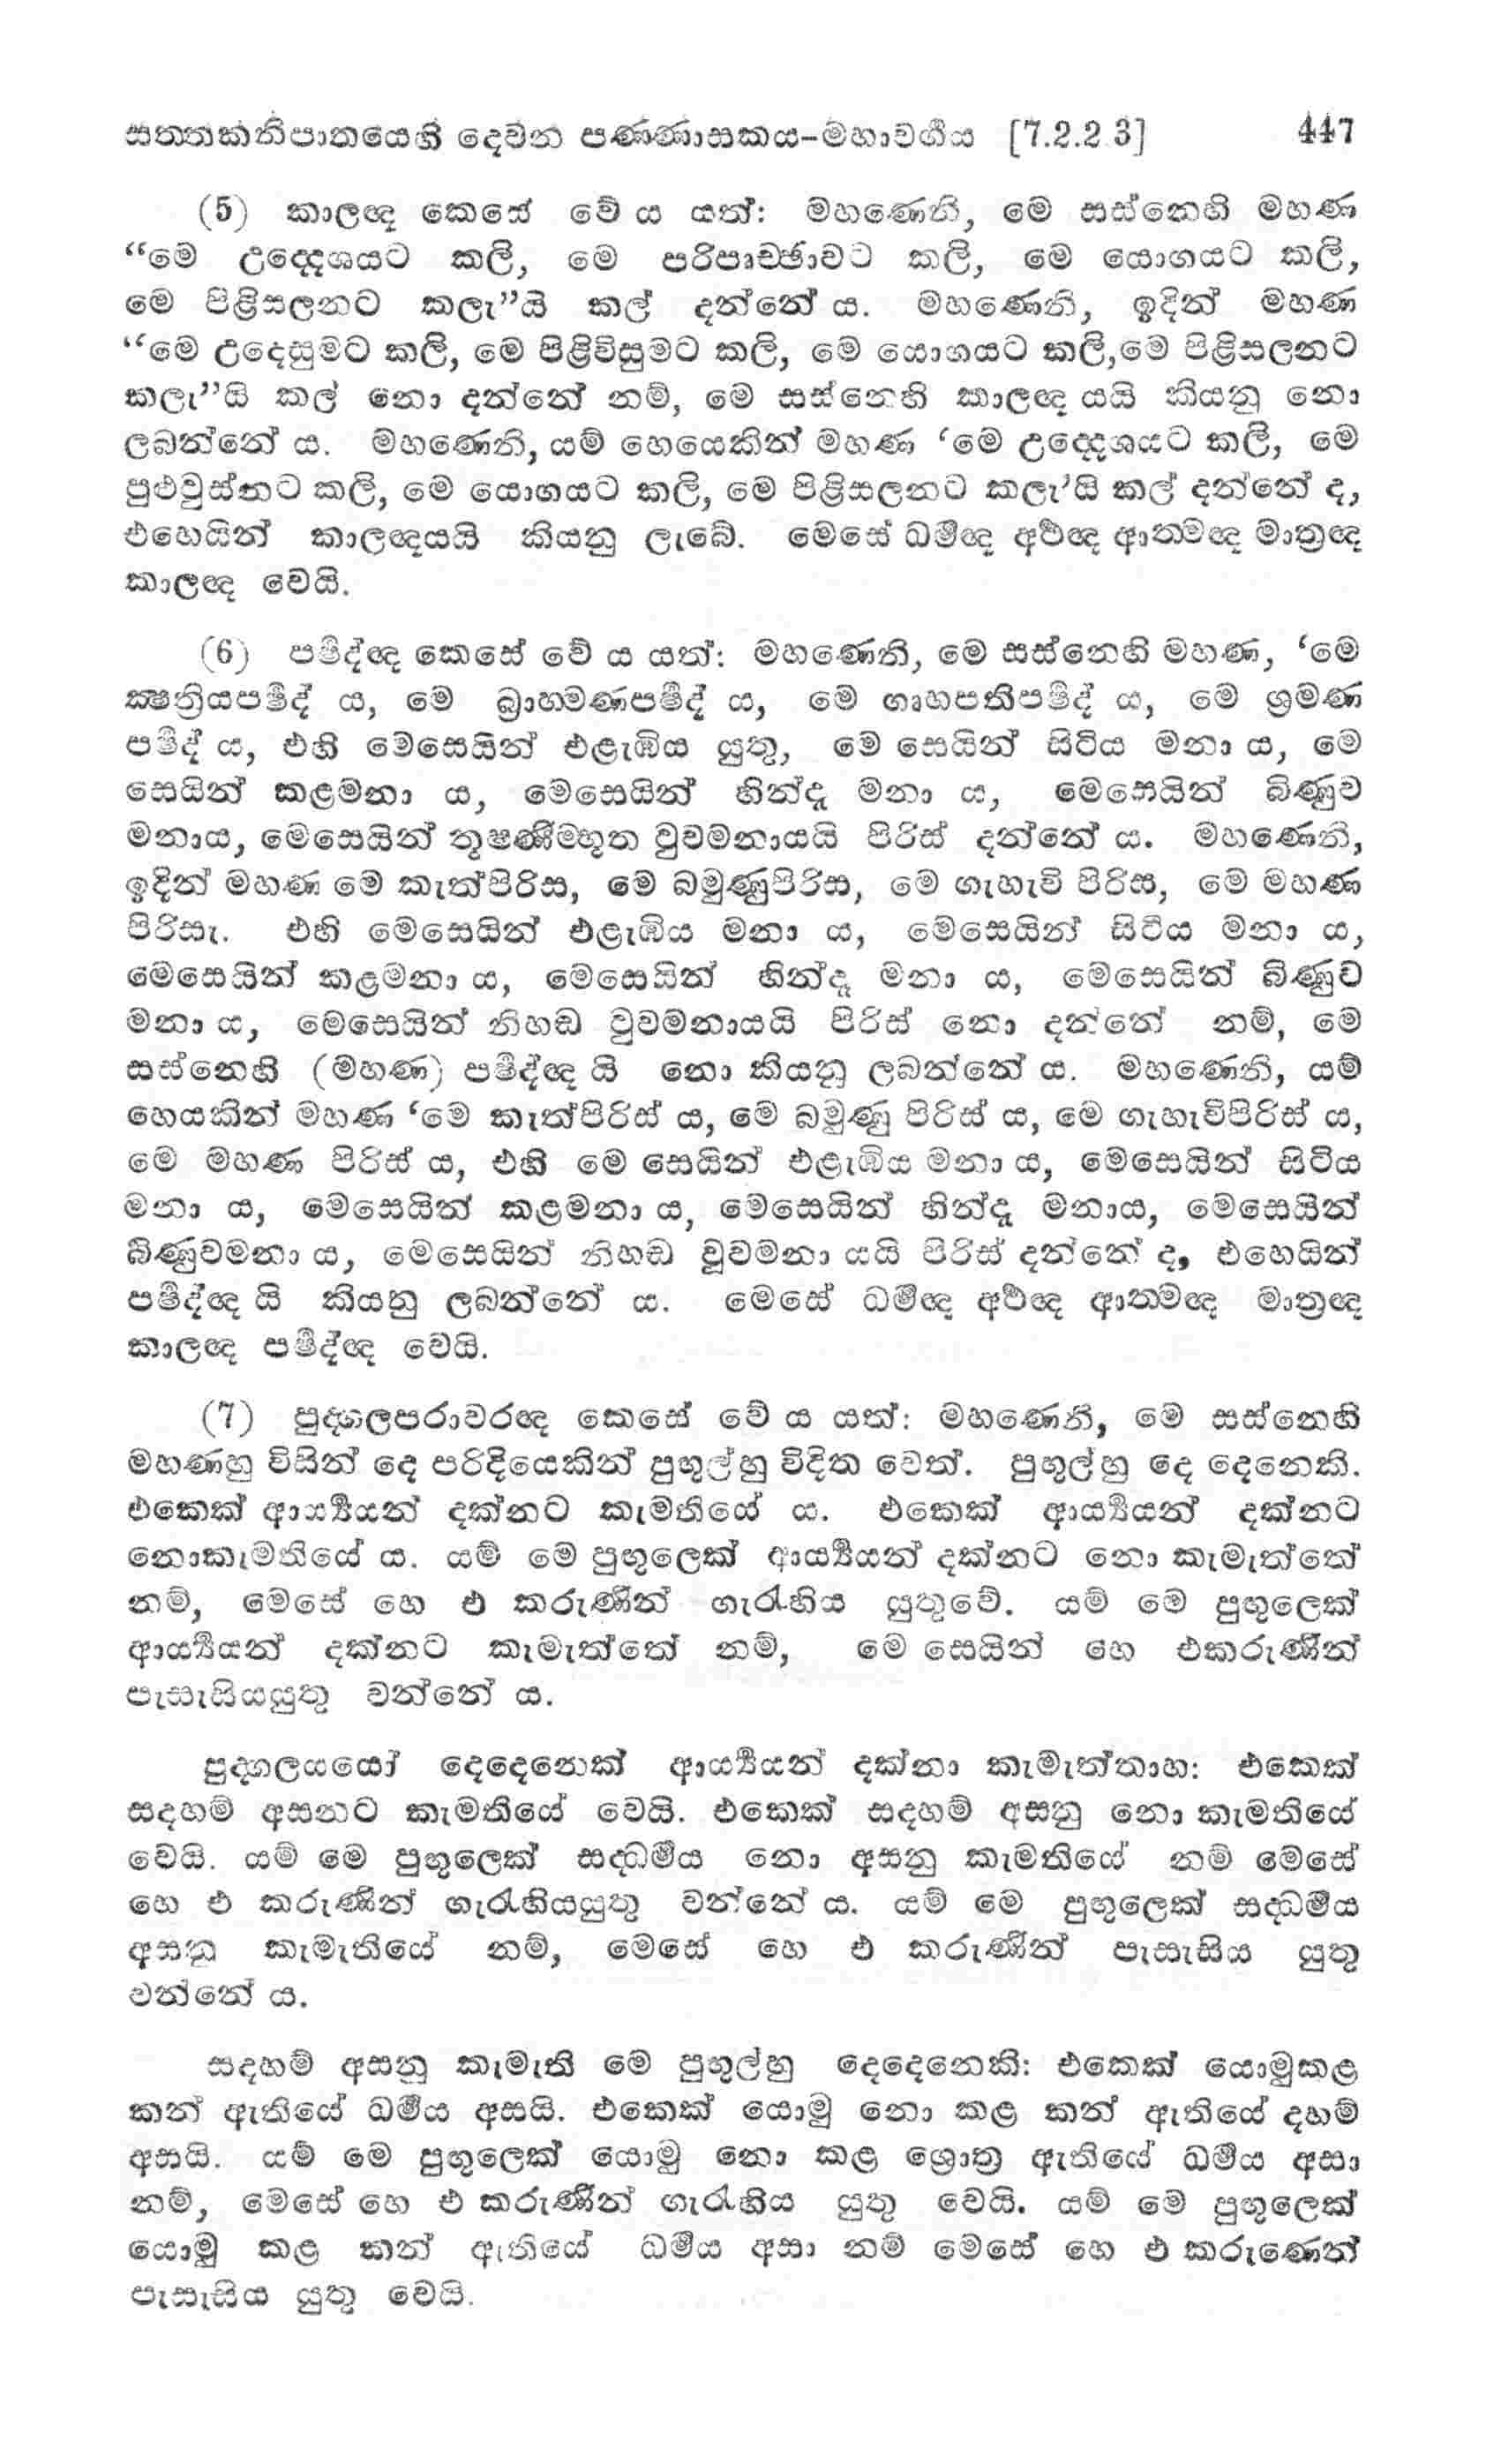 සත්තකනිපාතයෙහි දෙවන පණ්ණාසකය-මහාවර්ගය [7.2.2.3] 447
(5) කාලඥ කෙසේ වේ ය යත්: මහණෙනි, මෙ සස්නෙහි මහණ
“මේ උද්දෙශයට කලි, මේ පරිපෘච්ඡාවට කලි, මේ යොගයට කලි,
මේ පිළිසලනට කලැ”යි කල් දන්නේ ය. මහණෙනි, ඉදින් මහණ
“මේ උදෙසුමට කලි, මේ පිළිවිසුමට කලි, මේ යොගයට කලි,මේ පිළිසලනට
කලැ”යි කල් නො දන්නේ නම්, මෙ සස්නෙහි කාලඥ යයි කියනු නො
ලබන්නේ ය. මහණෙනි, යම් හෙයෙකින් මහණ ‘මේ උද්දෙශයට කලි, මේ
පුළුවුස්නට කලි, මේ යොගයට කලි, මේ පිළිසලනට කලැ’යි කල් දන්නේ ද,
එහෙයින් කාලඥයයි කියනු ලැබේ. මෙසේ ධර්මඥ අර්ථඥ ආත්මඥ මාත්‍රඥ
කාලඥ වෙයි.
(6) පර්ෂද්ඥ කෙසේ වේ ය යත්: මහණෙනි, මෙ සස්නෙහි මහණ, ‘මේ
ක්‍ෂත්‍රියපර්ෂද් ය, මේ බ්‍රාහ්මණපර්ෂද් ය, මේ ගෘහපතිපර්ෂද් ය, මේ ශ්‍රමණ
පර්ෂද් ය, එහි මෙසෙයින් එළැඹිය යුතු, මෙ සෙයින් සිටිය මනා ය, මෙ
සෙයින් කළමනා ය, මෙසෙයින් හින්ද මනා ය, මෙසෙයින් බිණුව
මනාය, මෙසෙයින් තූෂ්ණීම්භූත වුවමනායයි පිරිස් දන්නේ ය. මහණෙනි,
ඉදින් මහණ මේ කැත්පිරිස, මේ බමුණුපිරිස, මේ ගැහැවි පිරිස, මේ මහණ
පිරිසැ. එහි මෙසෙයින් එළැඹිය මනා ය, මෙසෙයින් සිටිය මනා ය,
මෙසෙයින් කළමනා ය, මෙසෙයින් හින්ද මනා ය, මෙසෙයින් බිණුව
මනා ය, මෙසෙයින් නිහඬ වුවමනායයි පිරිස් නො දන්නේ නම්, මෙ
සස්නෙහි (මහණ) පර්ෂද්ඥ යි නො කියනු ලබන්නේ ය. මහණෙනි, යම්
හෙයකින් මහණ ‘මේ කැත්පිරිස් ය, මේ බමුණු පිරිස් ය, මේ ගැහැවිපිරිස් ය,
මේ මහණ පිරිස් ය, එහි මෙ සෙයින් එළැඹිය මනා ය, මෙසෙයින් සිටිය
මනා ය, මෙසෙයින් කළමනා ය, මෙසෙයින් හින්ද මනාය, මෙසෙයින්
බිණුවමනා ය, මෙසෙයින් නිහඬ වූවමනා යයි පිරිස් දන්නේ ද, එහෙයින්
පර්ෂද්ඥ යි කියනු ලබන්නේ ය. මෙසේ ධර්මඥ අර්ථඥ ආත්මඥ මාත්‍රඥ
කාලඥ පර්ෂද්ඥ වෙයි.
(7) පුද්ගලපරාවරඥ කෙසේ වේ ය යත්: මහණෙනි, මෙ සස්නෙහි
මහණහු විසින් දෙ පරිදියෙකින් පුඟුල්හු විදිත වෙත්. පුඟුල්හු දෙ දෙනෙකි.
එකෙක් ආර්ය්‍යයන් දක්නට කැමතියේ ය. එකෙක් ආර්ය්‍යයන් දක්නට
නොකැමතියේ ය. යම් මේ පුඟුලෙක් ආර්ය්‍යයන් දක්නට නො කැමැත්තේ
නම්, මෙසේ හෙ එ කරුණින් ගැරැහිය යුතුවේ. යම් මේ පුඟුලෙක්
ආර්ය්‍යයන් දක්නට කැමැත්තේ නම්, මෙ සෙයින් හෙ එකරුණින්
පැසැසියයුතු වන්නේ ය.
පුද්ගලයයෝ දෙදෙනෙක් ආර්ය්‍යයන් දක්නා කැමැත්තාහ: එකෙක්
සදහම් අසනට කැමතියේ වෙයි. එකෙක් සදහම් අසනු නො කැමතියේ
වෙයි. යම් මේ පුඟුලෙක් සද්ධර්මය නො අසනු කැමතියේ නම් මෙසේ
හෙ එ කරුණින් ගැරැහියයුතු වන්නේ ය. යම් මේ පුඟුලෙක් සද්ධර්මය
අසනු කැමැතියේ නම්, මෙසේ හෙ එ කරුණින් පැසැසිය යුතු
වන්නේ ය.
සදහම් අසනු කැමැති මේ පුඟුල්හු දෙදෙනෙකි: එකෙක් යොමුකළ
කන් ඇතියේ ධර්මය අසයි. එකෙක් යොමු නො කළ කන් ඇතියේ දහම්
අසයි. යම් මේ පුඟුලෙක් යොමු නො කළ ශ්‍රොත්‍ර ඇතියේ ධර්මය අසා
නම්, මෙසේ හෙ එ කරුණින් ගැරැහිය යුතු වෙයි. යම් මේ පුඟුලෙක්
යොමු කළ කන් ඇතියේ ධර්මය අසා නම් මෙසේ හෙ එ කරුණෙන්
පැසැසිය යුතු වෙයි.